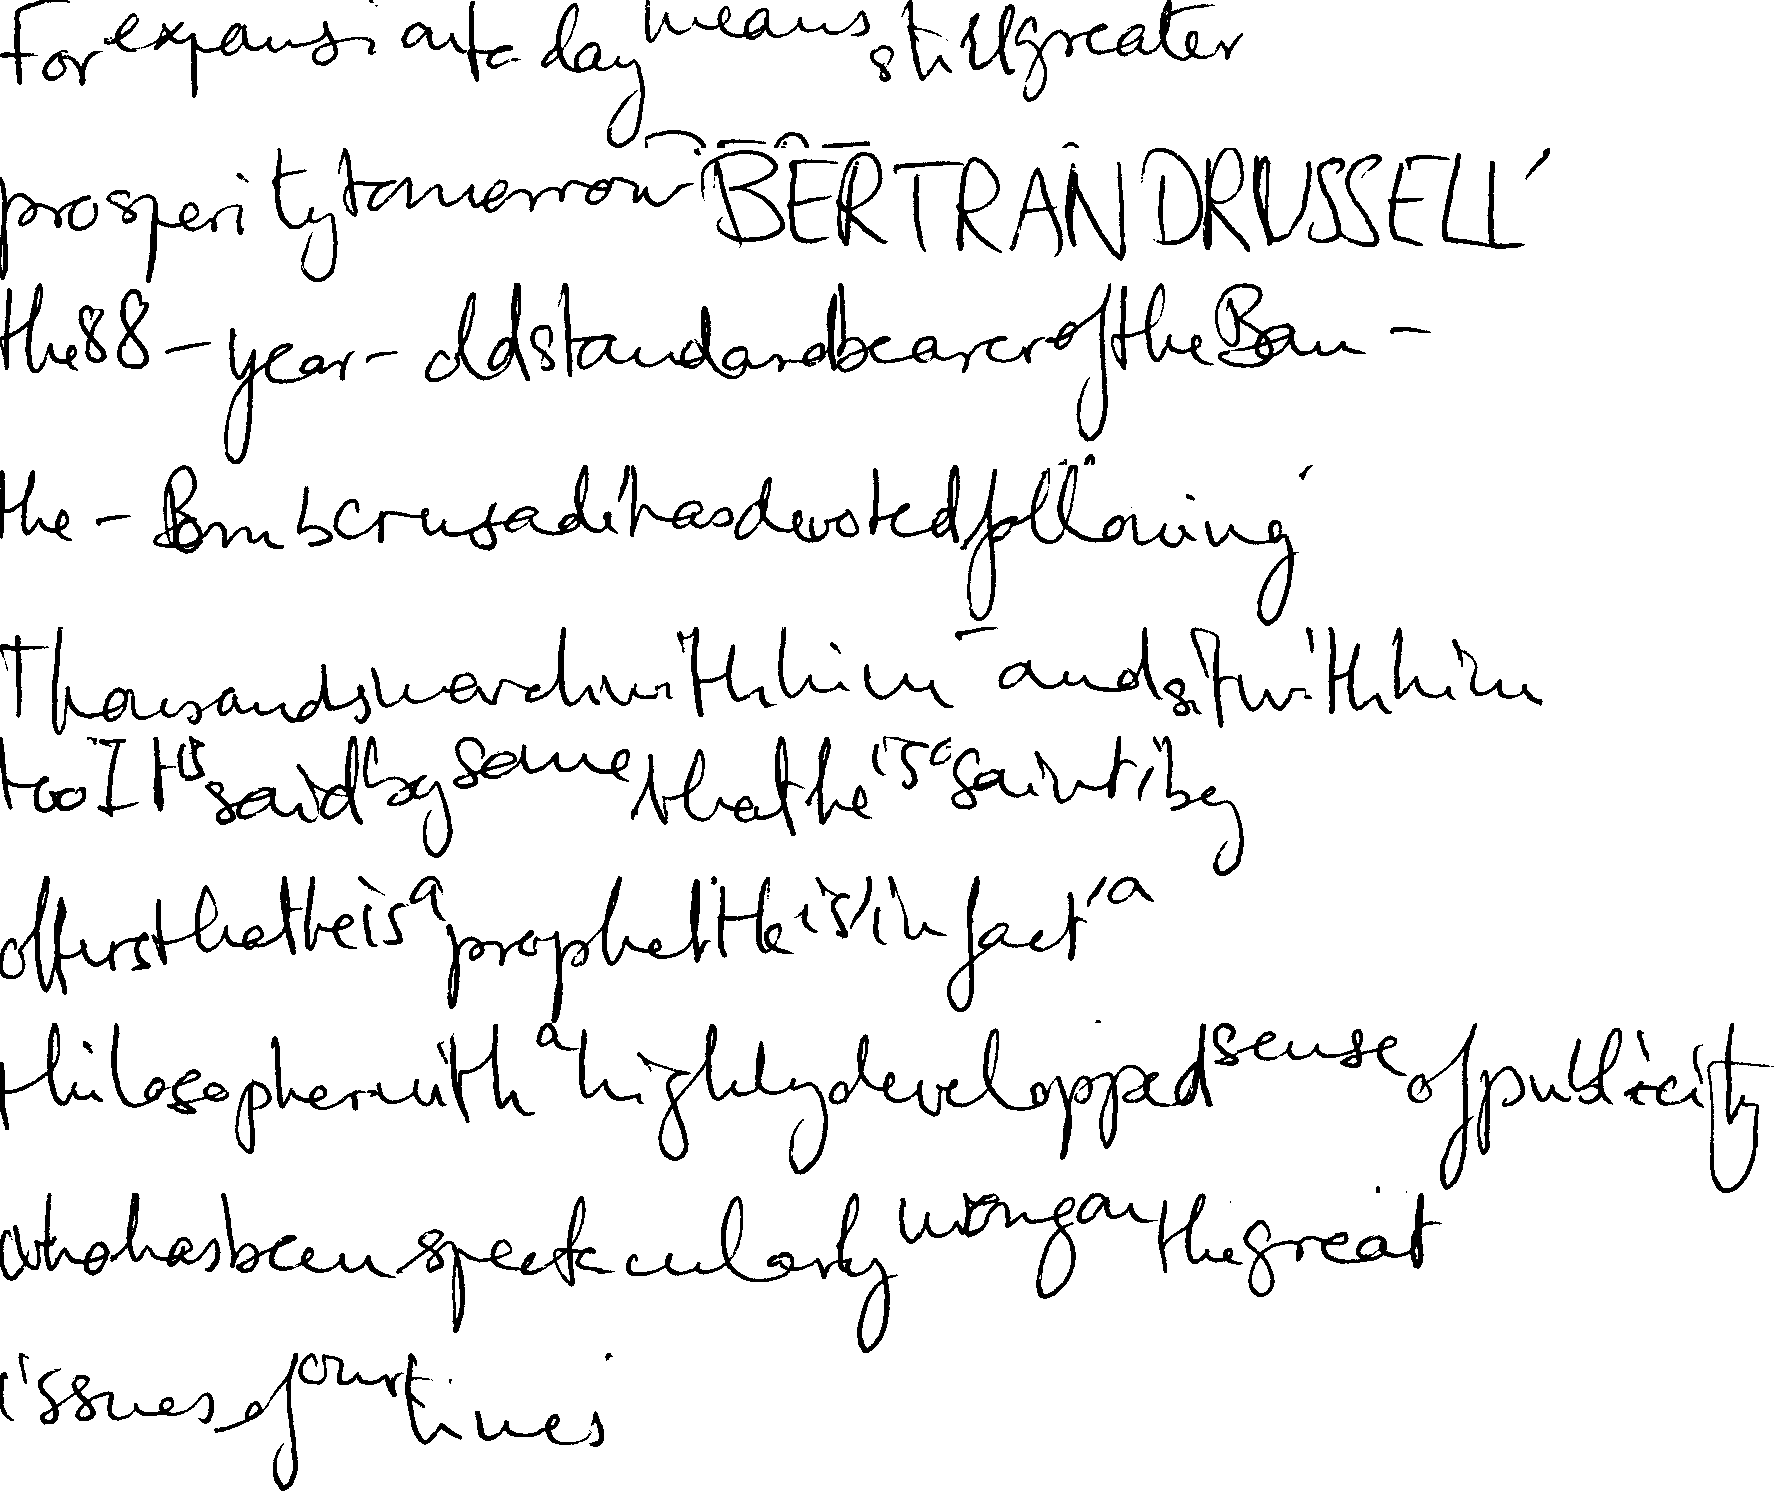 For expansion today means still greater
prosperity tomorrow BERTRAND RUSSELL,
the 88-year-old standard bearer of the Ban-
the-Bomb crusade, has devoted following.
Thousands march with him - and sit with him
too. It is said by some that he is a saint, by
others that he is a prophet. He is, in fact, a
philosopher with a highly developped sense of publicity
who has been spectacularly wrong on the great
issues of our times.